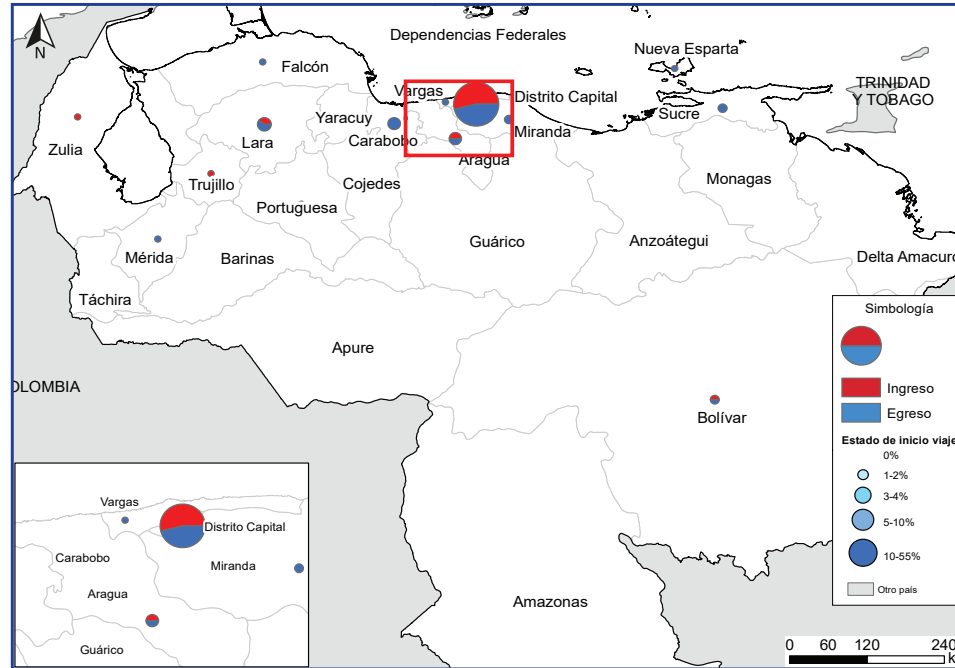 N
Dependencias Federales
Nueva Esparta
Falcón
Vargas
Distrito Capital
TRINIDAD
Y TOBAGO
Sucre
Yaracuy
Miranda
Carabobo
Lara
Zulia
Aragua
Trujillo
Cojedes
Monagas
Portuguesa
Guárico
Anzoátegui
Mérida
Barinas
Delta Amacuro
Táchira
Simbología
Apure
OLOMBIA
Ingreso
Egreso
Bolívar
Estado de inicio viaje
0%
1-2%
3-4%
5-10%
10-55%
Otro país
Vargas
Distrito Capital
Carabobo
Miranda
Aragua
Guárico
Amazonas
0 60 120 240
k